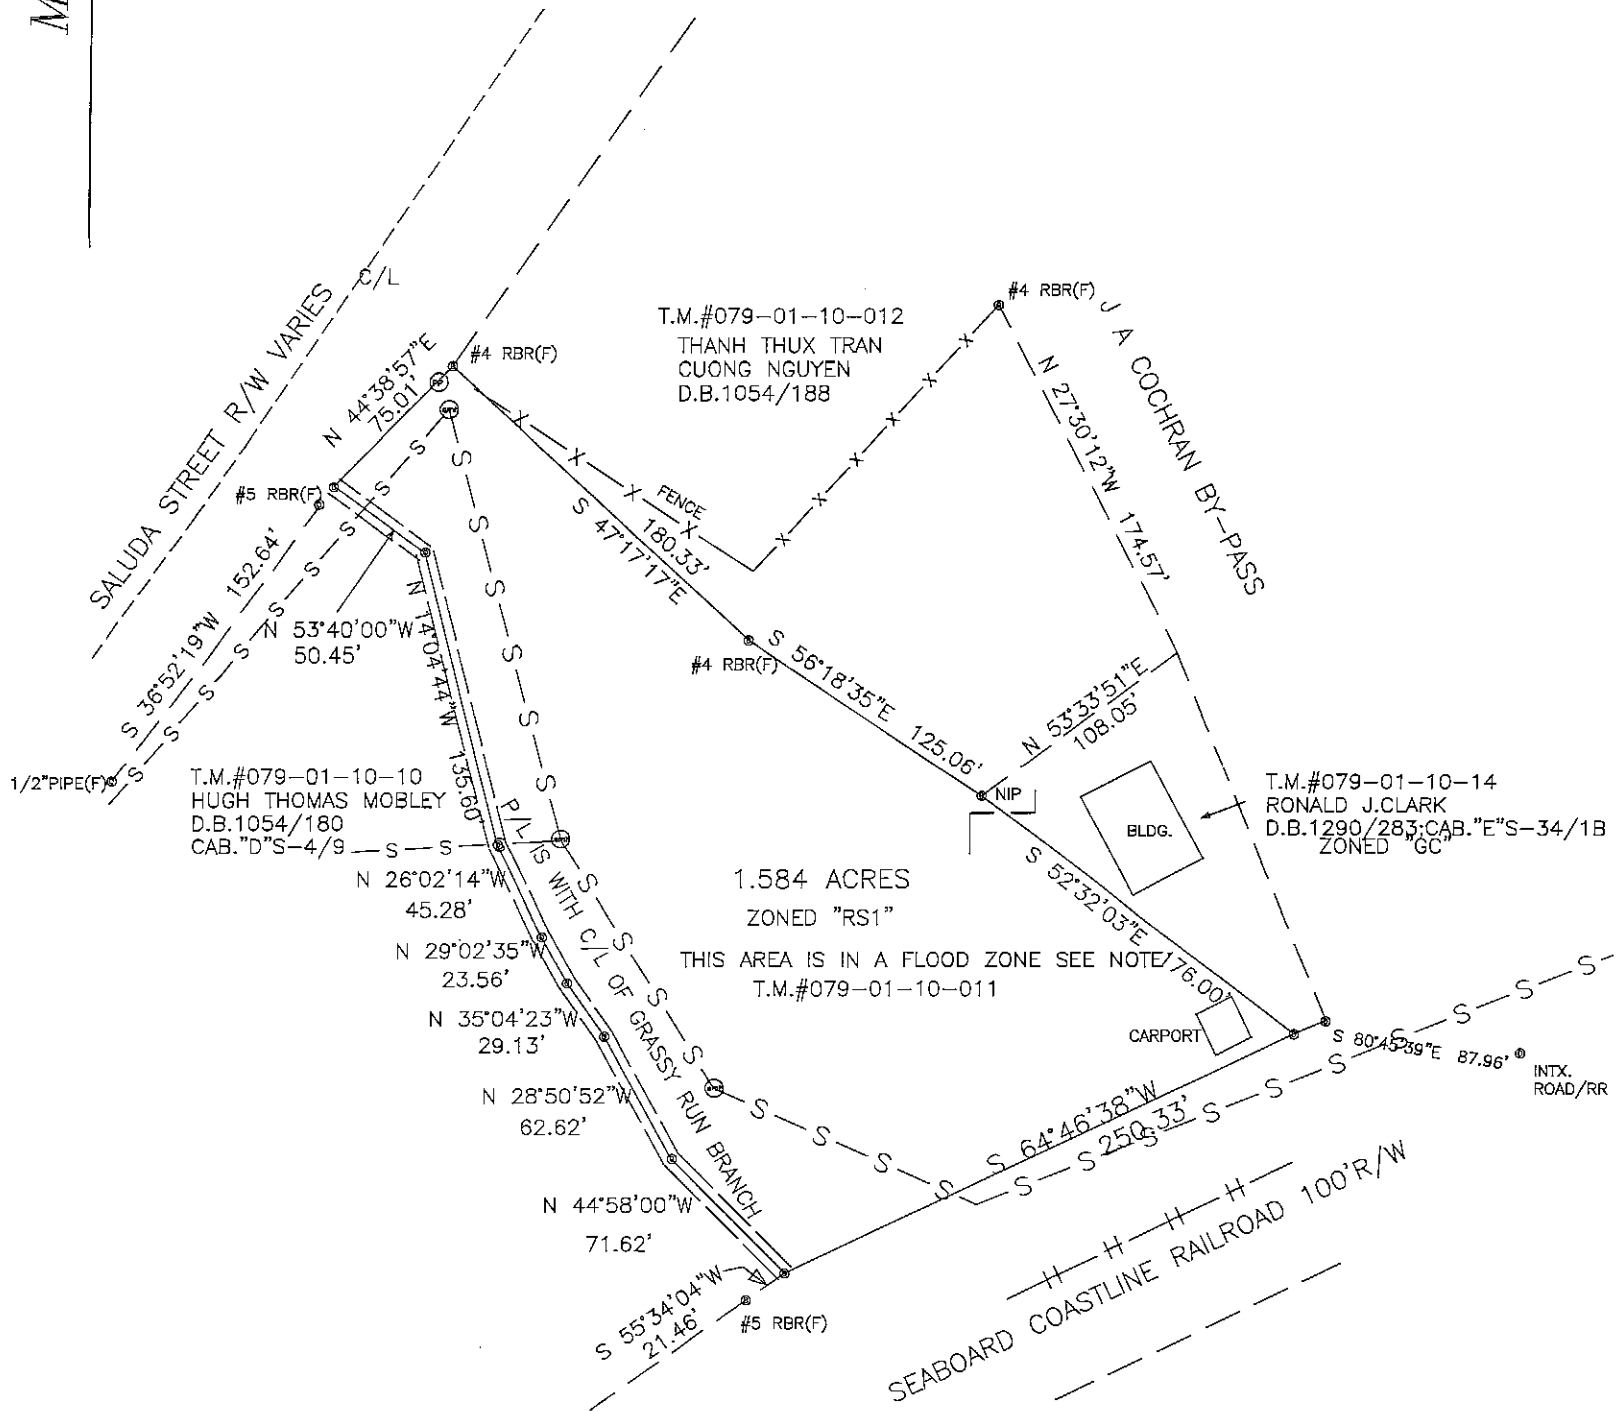 M
SALUDA STREET R/W VARIES
C/L
N 44°38'57"E
75.01'
PP
#4 RBR(F)
T.M.#079-01-10-012
THANH THUX TRAN
CUONG NGUYEN
D.B.1054/188
#4 RBR(F)
J A COCHRAN BY-PASS
N 27°30'12"W 174.57'
#5 RBR(F)
FENCE
180.33'
S 47°17'17"E
S 36°52'19"W 152.64'
N 53°40'00"W
50.45'
N 14°04'44"W 135.60'
#4 RBR(F)
S 56°18'35"E 125.06'
N 53°33'51"E
108.05'
1/2"PIPE(F)
T.M.#079-01-10-10
HUGH THOMAS MOBLEY
D.B.1054/180
CAB."D"S-4/9
NIP
BLDG.
T.M.#079-01-10-14
RONALD J.CLARK
D.B.1290/283;CAB."E"S-34/1B
ZONED "GC"
P/L IS WITH C/L OF GRASSY RUN BRANCH
1.584 ACRES
ZONED "RS1"
THIS AREA IS IN A FLOOD ZONE SEE NOTE
T.M.#079-01-10-011
S 52°32'03"E 176.00'
N 26°02'14"W
45.28'
N 29°02'35"W
23.56'
N 35°04'23"W
29.13'
N 28°50'52"W
62.62'
N 44°58'00"W
71.62'
CARPORT
S 80°45'39"E 87.96'
INTX.
ROAD/RR
S 64°46'38"W
250.33'
S 55°34'04"W
21.46'
#5 RBR(F)
SEABOARD COASTLINE RAILROAD 100'R/W